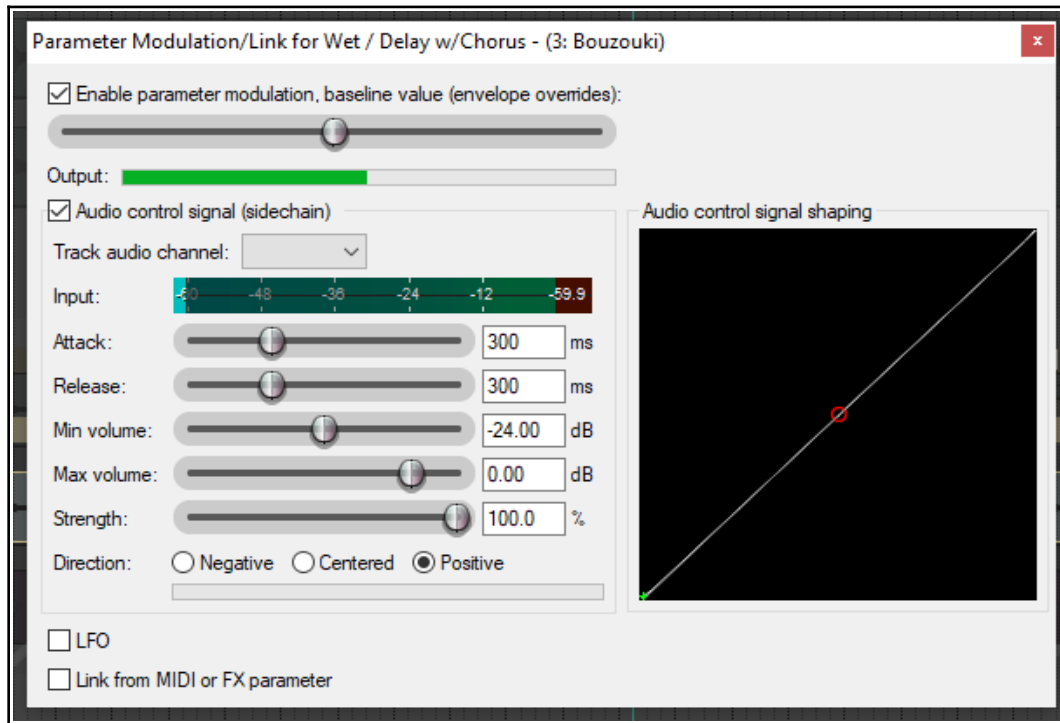 Parameter Modulation/Link for Wet / Delay w/Chorus - (3: Bouzouki)
x
Enable parameter modulation, baseline value (envelope overrides):
Output:
Audio control signal (sidechain)
Audio control signal shaping
Track audio channel:
Input: -60 -48 -36 -24 -12 -59.9
Attack: 300 ms
Release: 300 ms
Min volume: -24.00 dB
Max volume: 0.00 dB
Strength: 100.0 %
Direction: Negative Centered Positive
LFO
Link from MIDI or FX parameter